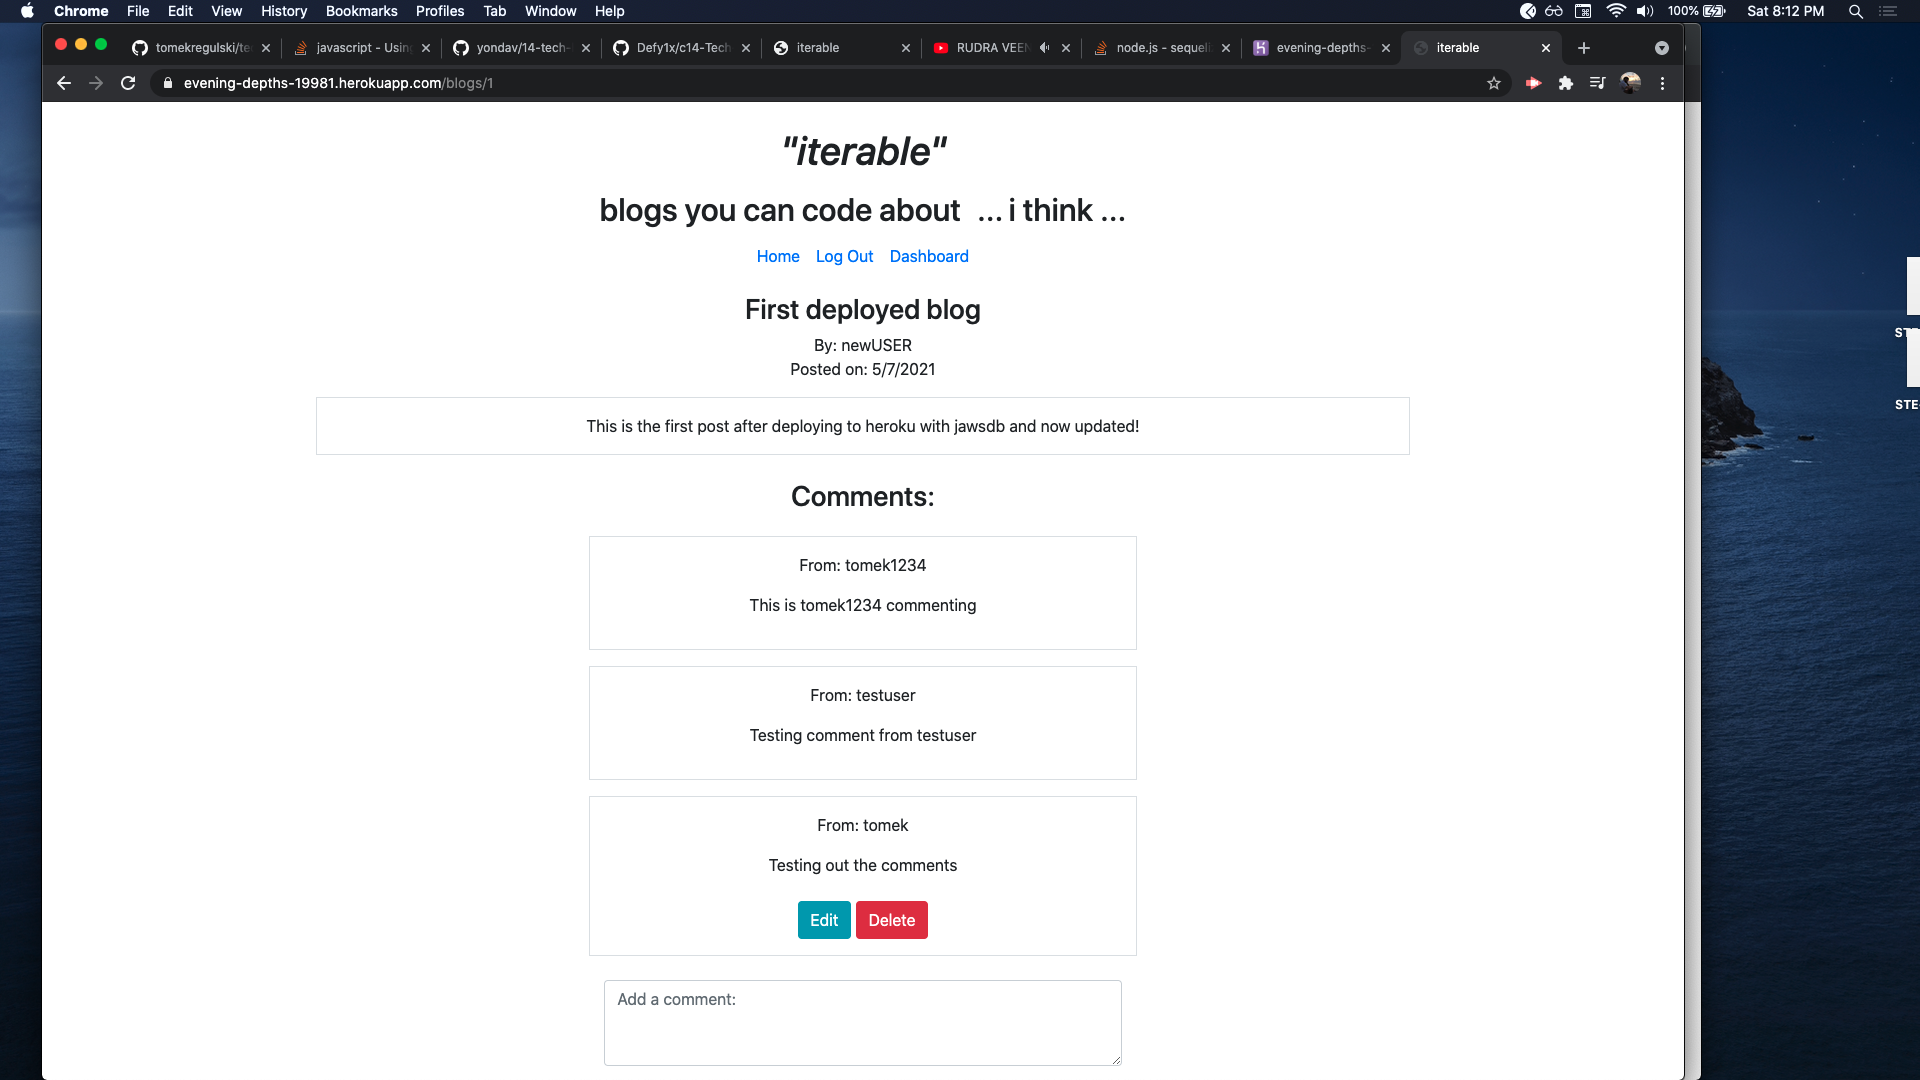 Chrome File Edit View History Bookmarks Profiles Tab Window Help 100% Sat 8:12 PM
tomekregulski/te javascript - Usin yondav/14-tech- Defy1x/c14-Tech iterable RUDRA VEEN node.js - sequeli evening-depths- iterable
evening-depths-19981.herokuapp.com/blogs/1
"iterable"
blogs you can code about ... i think ...
Home Log Out Dashboard
First deployed blog
By: newUSER
Posted on: 5/7/2021
This is the first post after deploying to heroku with jawsdb and now updated!
Comments:
From: tomek1234
This is tomek1234 commenting
From: testuser
Testing comment from testuser
From: tomek
Testing out the comments
Edit Delete
Add a comment: